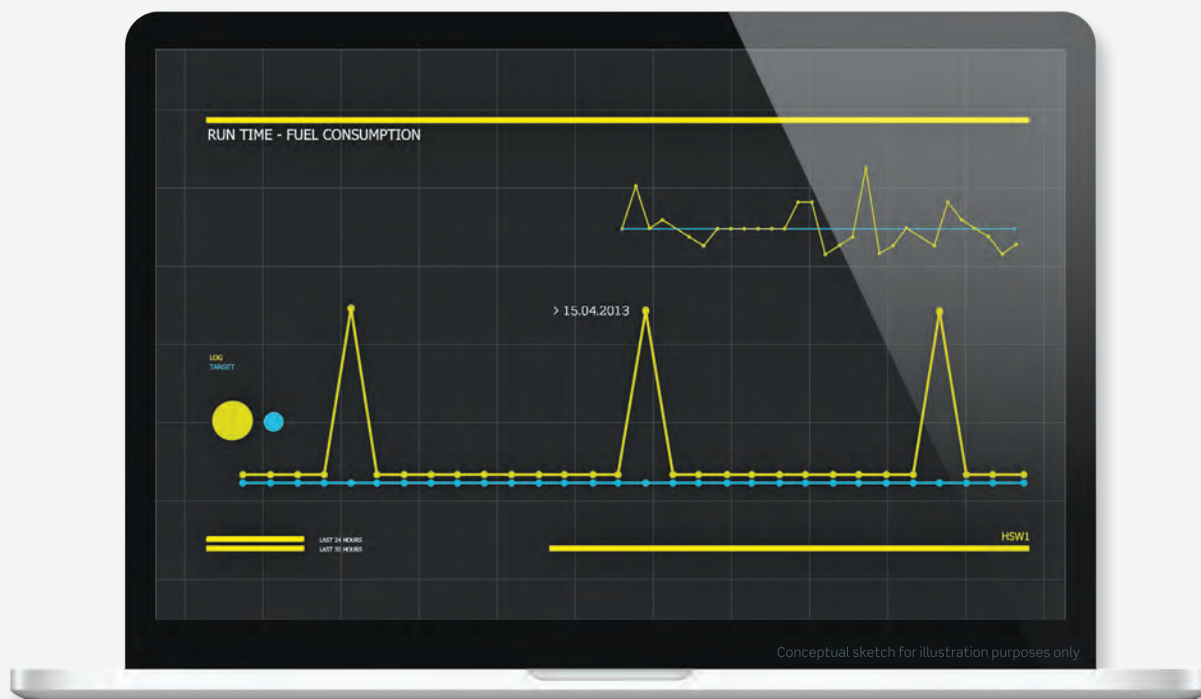 RUN TIME - FUEL CONSUMPTION
> 15.04.2013
LOG
TARGET
LAST 24 HOURS
LAST 30 HOURS
HSW1
Conceptual sketch for illustration purposes only